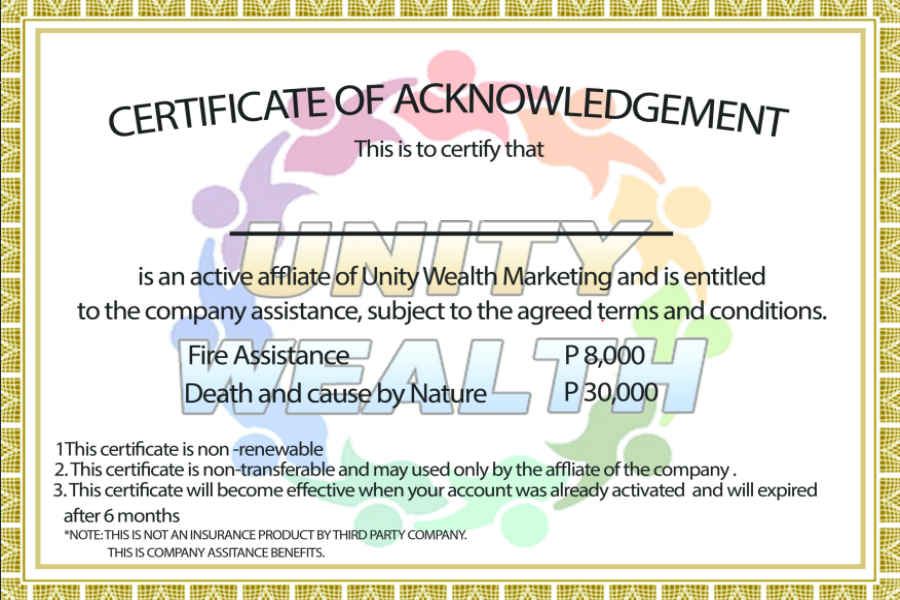 CERTIFICATE OF ACKNOWLEDGEMENT
This is to certify that
UNITY
is an active affliate of Unity Wealth Marketing and is entitled
to the company assistance, subject to the agreed terms and conditions.
WEALTH
Fire Assistance P 8,000
Death and cause by Nature P 30,000
1This certificate is non -renewable
2. This certificate is non-transferable and may used only by the affliate of the company .
3. This certificate will become effective when your account was already activated and will expired
after 6 months
*NOTE: THIS IS NOT AN INSURANCE PRODUCT BY THIRD PARTY COMPANY.
THIS IS COMPANY ASSITANCE BENEFITS.